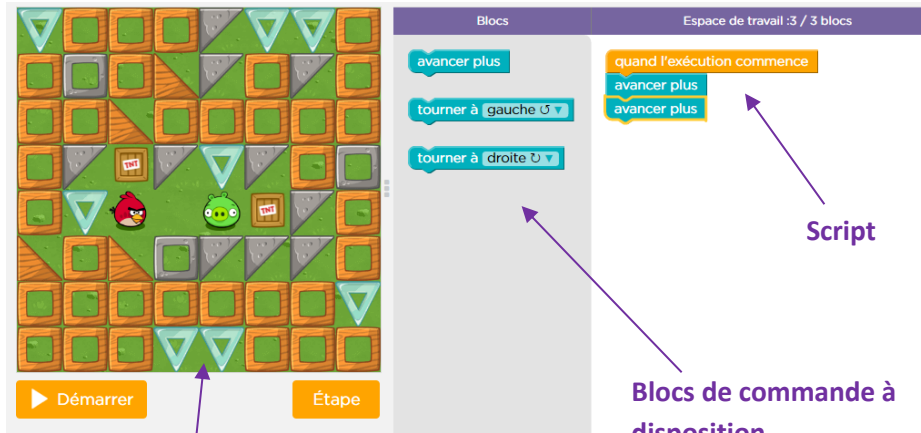 Blocs
Espace de travail :3 / 3 blocs
avancer plus
tourner à gauche ↺ ▼
tourner à droite ↻ ▼
quand l'exécution commence
avancer plus
avancer plus
TNT
TNT
Script
Démarrer
Étape
Blocs de commande à
disposition